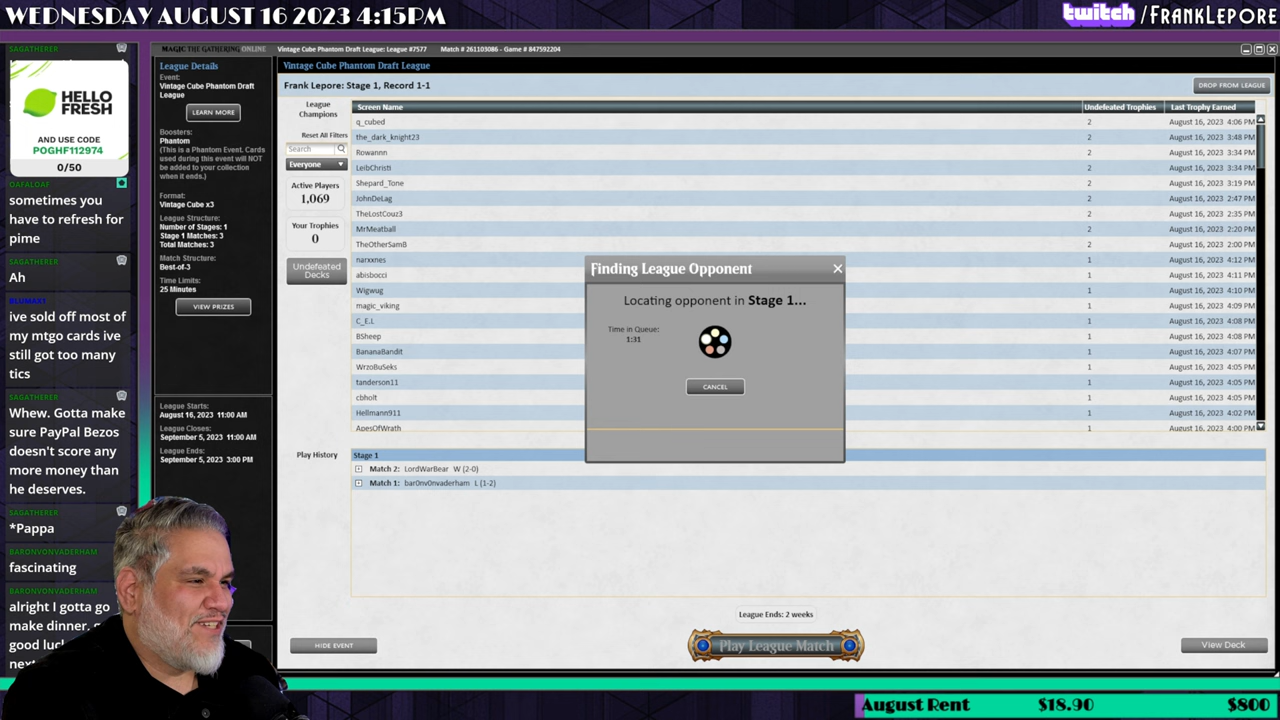 WEDNESDAY AUGUST 16 2023 4:15PM
twitch /FRANKLEPORE
SAGATHERER
HELLO
FRESH
AND USE CODE
POGHF112974
0/50
OAFALOAF
sometimes you
have to refresh for
pime
SAGATHERER
Ah
BLUMAX1
ive sold off most of
my mtgo cards ive
still got too many
tics
SAGATHERER
Whew. Gotta make
sure PayPal Bezos
doesn't score any
more money than
he deserves.
SAGATHERER
*Pappa
BARONVONVADERHAM
fascinating
BARONVONVADERHAM
alright I gotta go
make dinner,
good luc
next
MAGIC THE GATHERING ONLINE
Vintage Cube Phantom Draft League: League #7577 Match # 261103086 - Game # 847592204
League Details
Event:
Vintage Cube Phantom Draft
League
LEARN MORE
Boosters:
Phantom
(This is a Phantom Event. Cards
used during this event will NOT
be added to your collection
when it ends.)
Format:
Vintage Cube x3
League Structure:
Number of Stages: 1
Stage 1 Matches: 3
Total Matches: 3
Match Structure:
Best-of-3
Time Limits:
25 Minutes
VIEW PRIZES
League Starts:
August 16, 2023 11:00 AM
League Closes:
September 5, 2023 11:00 AM
League Ends:
September 5, 2023 3:00 PM
Vintage Cube Phantom Draft League
Frank Lepore: Stage 1, Record 1-1
DROP FROM LEAGUE
League
Champions
Reset All Filters
Search
Everyone
Active Players
1,069
Your Trophies
0
Undefeated
Decks
Screen Name Undefeated Trophies Last Trophy Earned
q_cubed 2 August 16, 2023 4:06 PM
the_dark_knight23 2 August 16, 2023 3:48 PM
Rowannn 2 August 16, 2023 3:34 PM
LeibChristi 2 August 16, 2023 3:34 PM
Shepard_Tone 2 August 16, 2023 3:19 PM
JohnDeLag 2 August 16, 2023 2:47 PM
TheLostCouz3 2 August 16, 2023 2:35 PM
MrMeatball 2 August 16, 2023 2:20 PM
TheOtherSamB 2 August 16, 2023 2:00 PM
narxxnes 1 August 16, 2023 4:12 PM
abisbocci 1 August 16, 2023 4:11 PM
Wigwug 1 August 16, 2023 4:10 PM
magic_viking 1 August 16, 2023 4:09 PM
C_E.L 1 August 16, 2023 4:08 PM
BSheep 1 August 16, 2023 4:08 PM
BananaBandit 1 August 16, 2023 4:07 PM
WrzoBuSeks 1 August 16, 2023 4:05 PM
tanderson11 1 August 16, 2023 4:05 PM
cbholt 1 August 16, 2023 4:04 PM
Hellmann911 1 August 16, 2023 4:02 PM
ApesOfWrath 1 August 16, 2023 4:00 PM
Finding League Opponent
Locating opponent in Stage 1...
Time in Queue:
1:31
CANCEL
Play History
Stage 1
Match 2: LordWarBear W (2-0)
Match 1: bar0nv0nvaderham L (1-2)
League Ends: 2 weeks
HIDE EVENT
Play League Match
View Deck
August Rent $18.90 $800